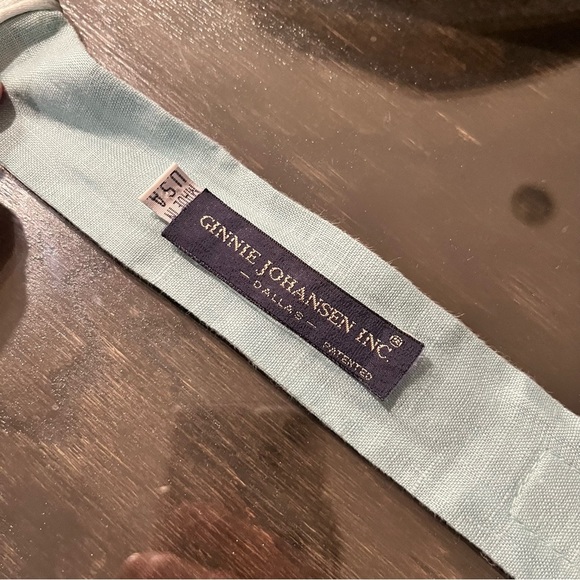 MADE IN
USA
GINNIE JOHANSEN INC.®
— DALLAS —
PATENTED